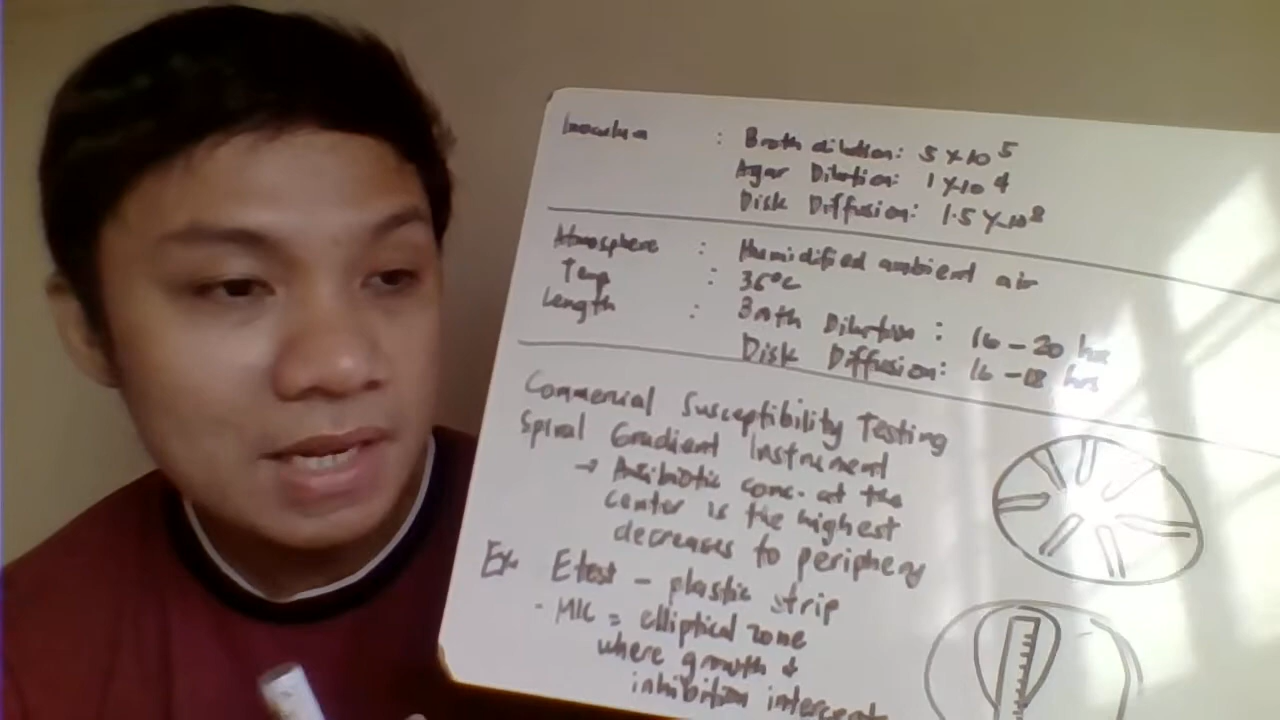 Inoculum : Broth dilution: 5 x 10 5
Agar Dilution: 1 x 10 4
Disk Diffusion: 1.5 x 10 8
Atmosphere : Humidified ambient air
Temp : 36°C
Length : Broth Dilution : 16 - 20 hrs
Disk Diffusion: 16 - 18 hrs
Commercial Susceptibility Testing
Spiral Gradient Instrument
→ Antibiotic conc. at the
center is the highest
decreases to periphery
Ex Etest - plastic strip
- MIC = elliptical zone
where growth &
inhibition intercepts